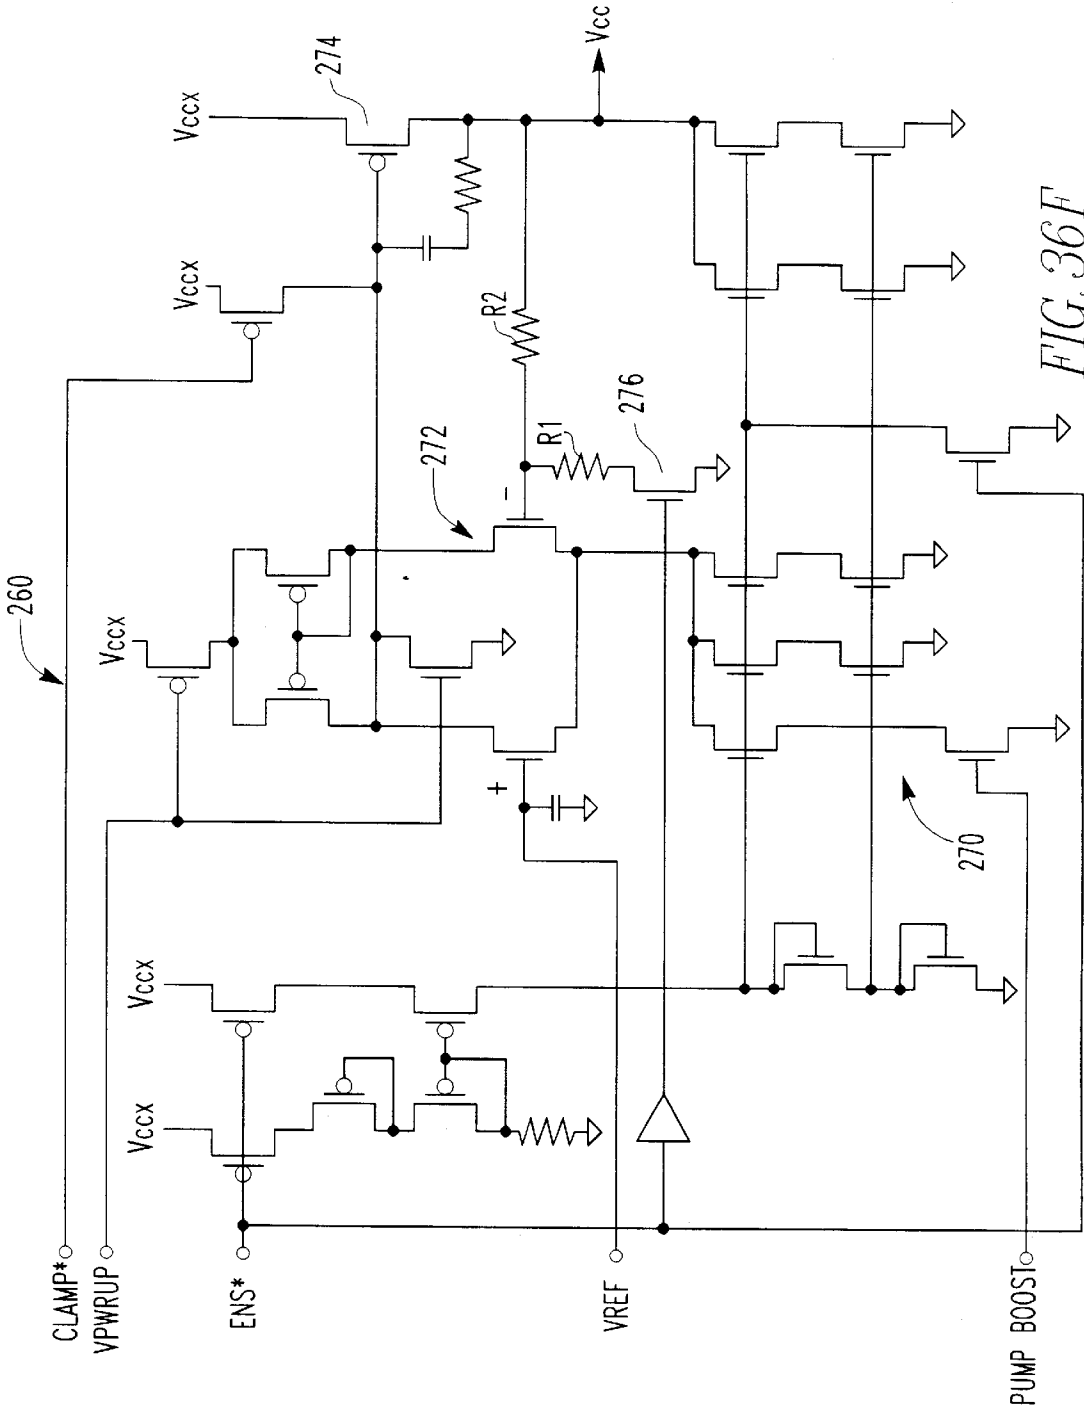 260
CLAMP*
VPWRUP
ENS*
VREF
PUMP BOOST
Vccx
Vccx
Vccx
Vccx
Vccx
274
272
R2
R1
276
270
Vcc
+
-
FIG. 36F